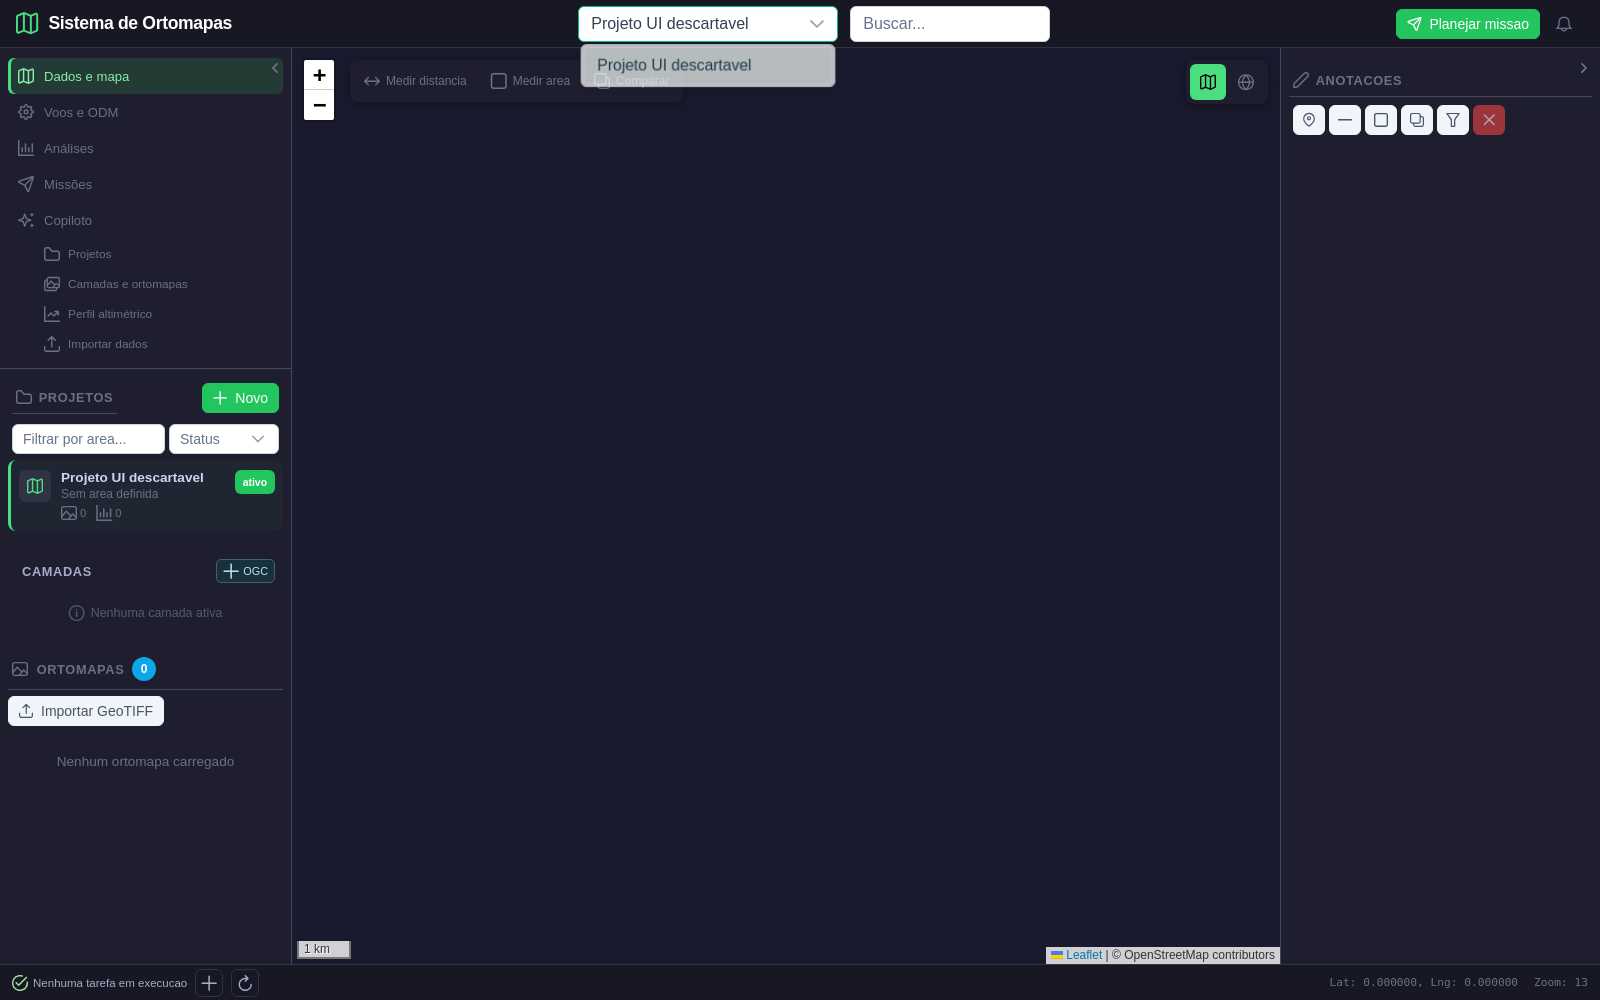 Sistema de Ortomapas
Projeto UI descartavel
Buscar...
Planejar missao
Projeto UI descartavel
Dados e mapa
Voos e ODM
Análises
Missões
Copiloto
Projetos
Camadas e ortomapas
Perfil altimétrico
Importar dados
PROJETOS
Novo
Filtrar por area...
Status
Projeto UI descartavel
ativo
Sem area definida
0 0
CAMADAS
OGC
Nenhuma camada ativa
ORTOMAPAS 0
Importar GeoTIFF
Nenhum ortomapa carregado
+
−
Medir distancia
Medir area
Comparar
1 km
Leaflet | © OpenStreetMap contributors
ANOTACOES
Nenhuma tarefa em execucao
Lat: 0.000000, Lng: 0.000000 Zoom: 13